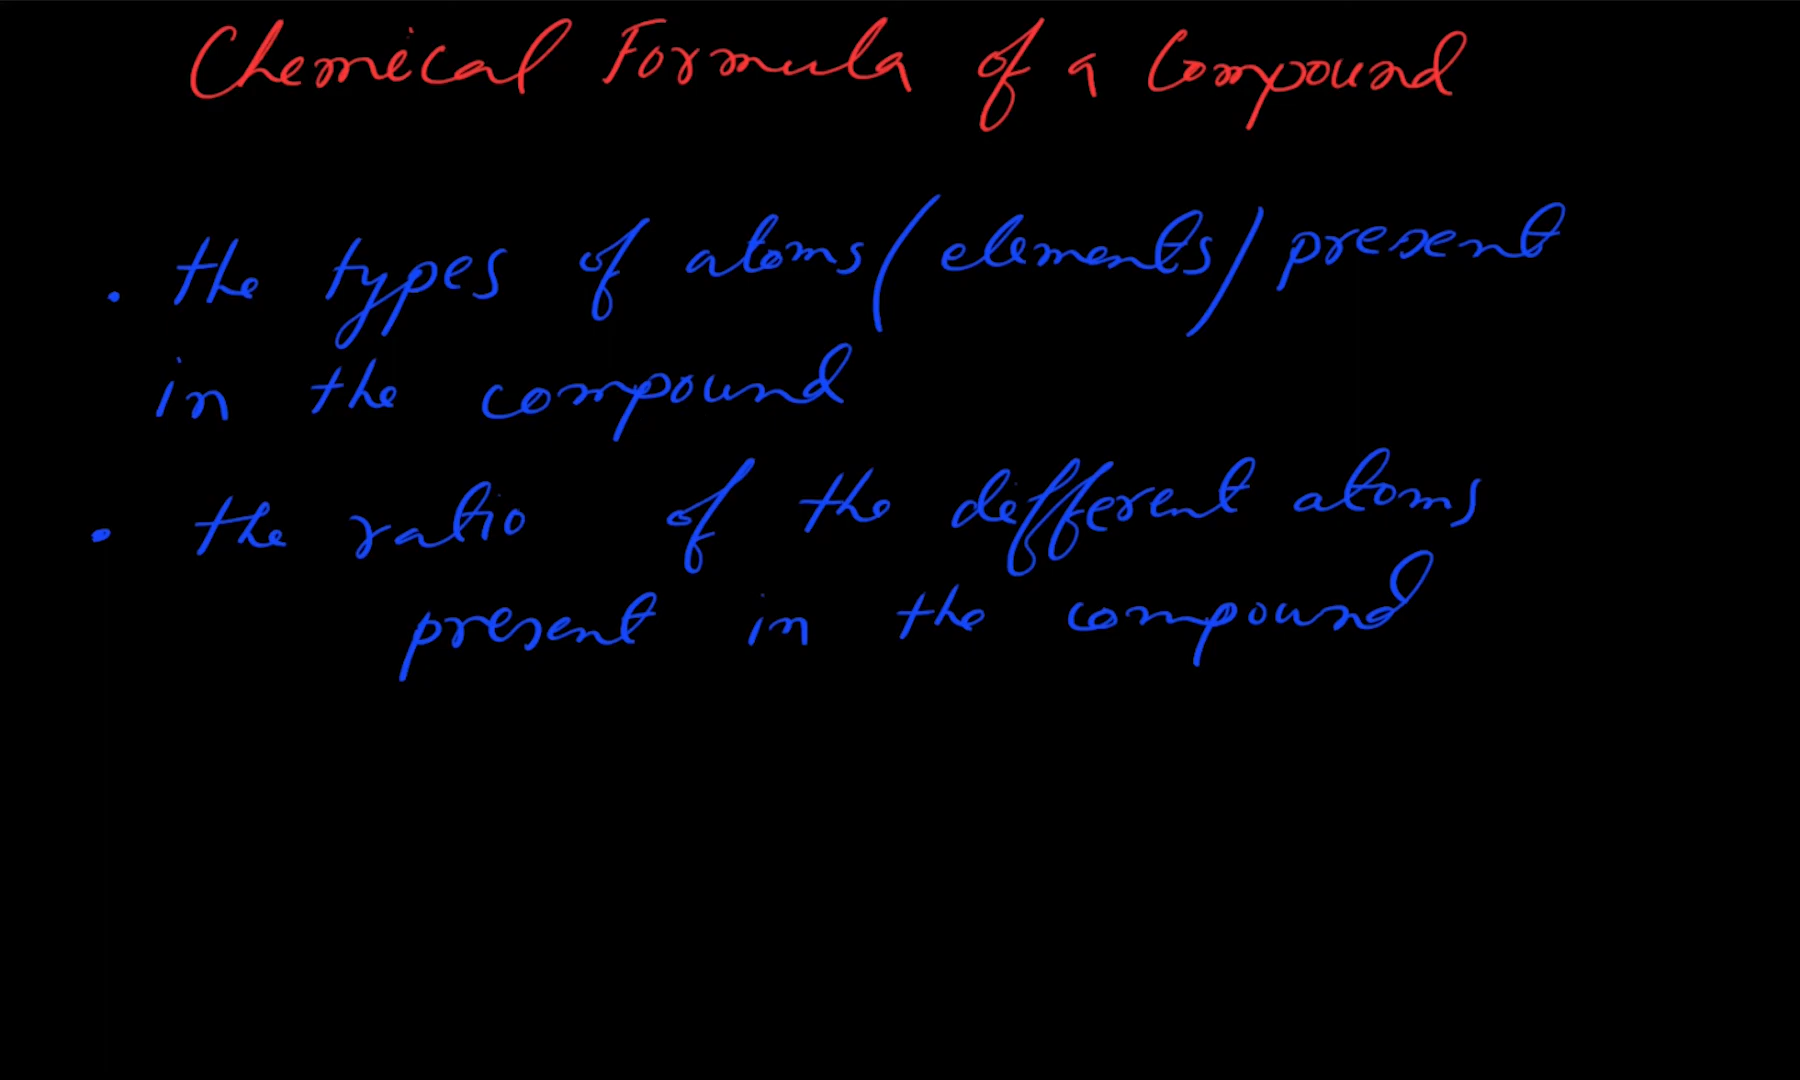 Chemical Formula of a Compound
. the types of atoms (elements) present
in the compound
. the ratio of the different atoms
present in the compound